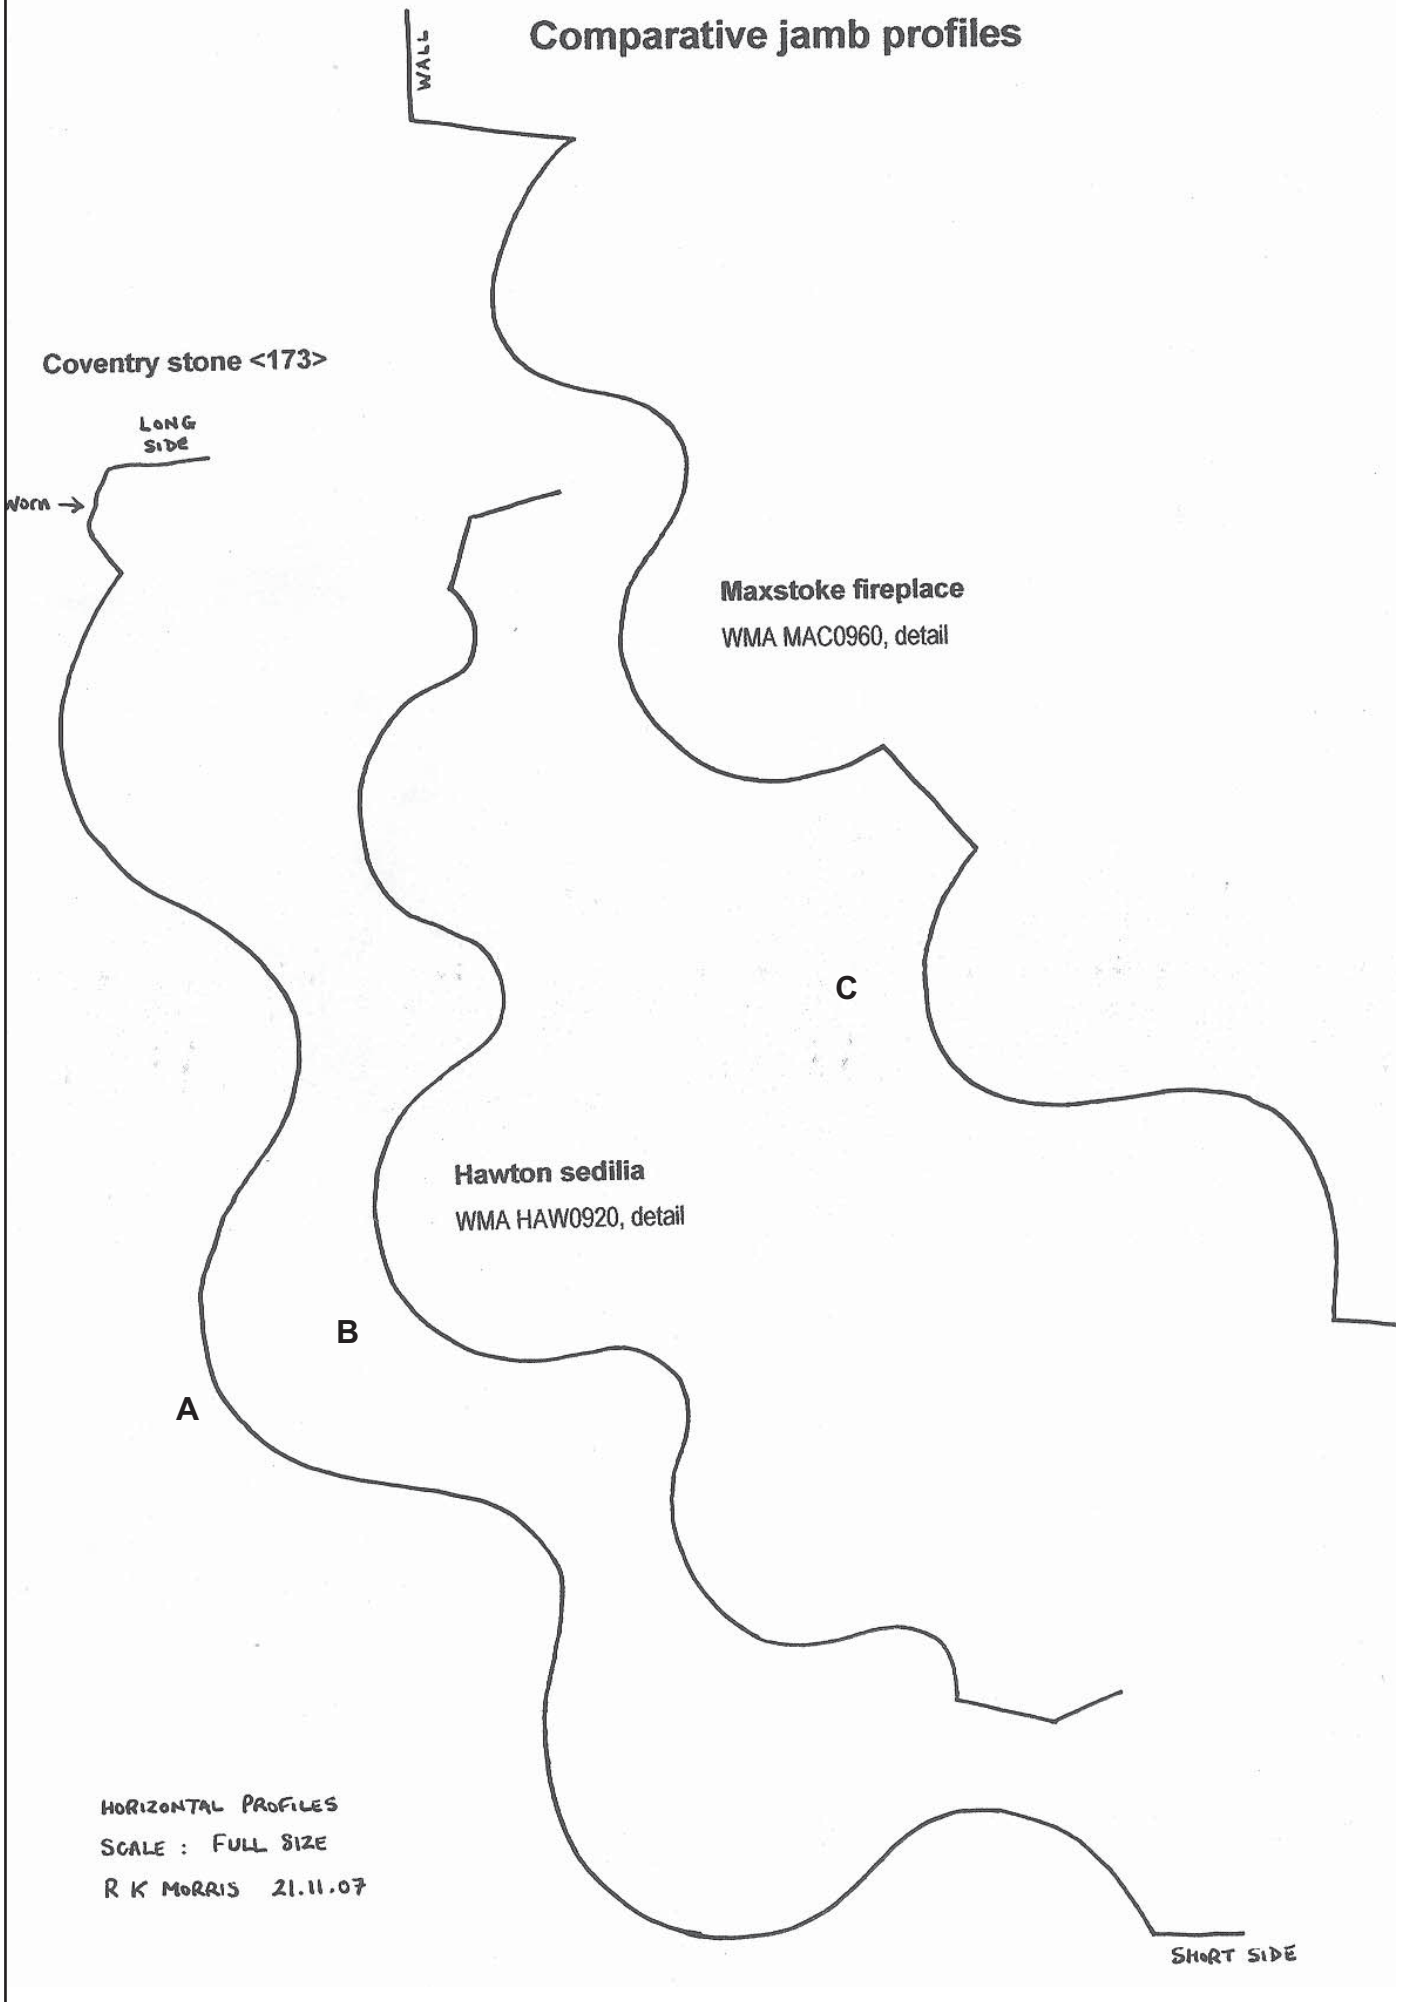 Comparative jamb profiles
WALL
Coventry stone <173>
LONG
SIDE
Worn →
Maxstoke fireplace
WMA MAC0960, detail
C
Hawton sedilia
WMA HAW0920, detail
B
A
HORIZONTAL PROFILES
SCALE : FULL SIZE
R K MORRIS 21.11.07
SHORT SIDE